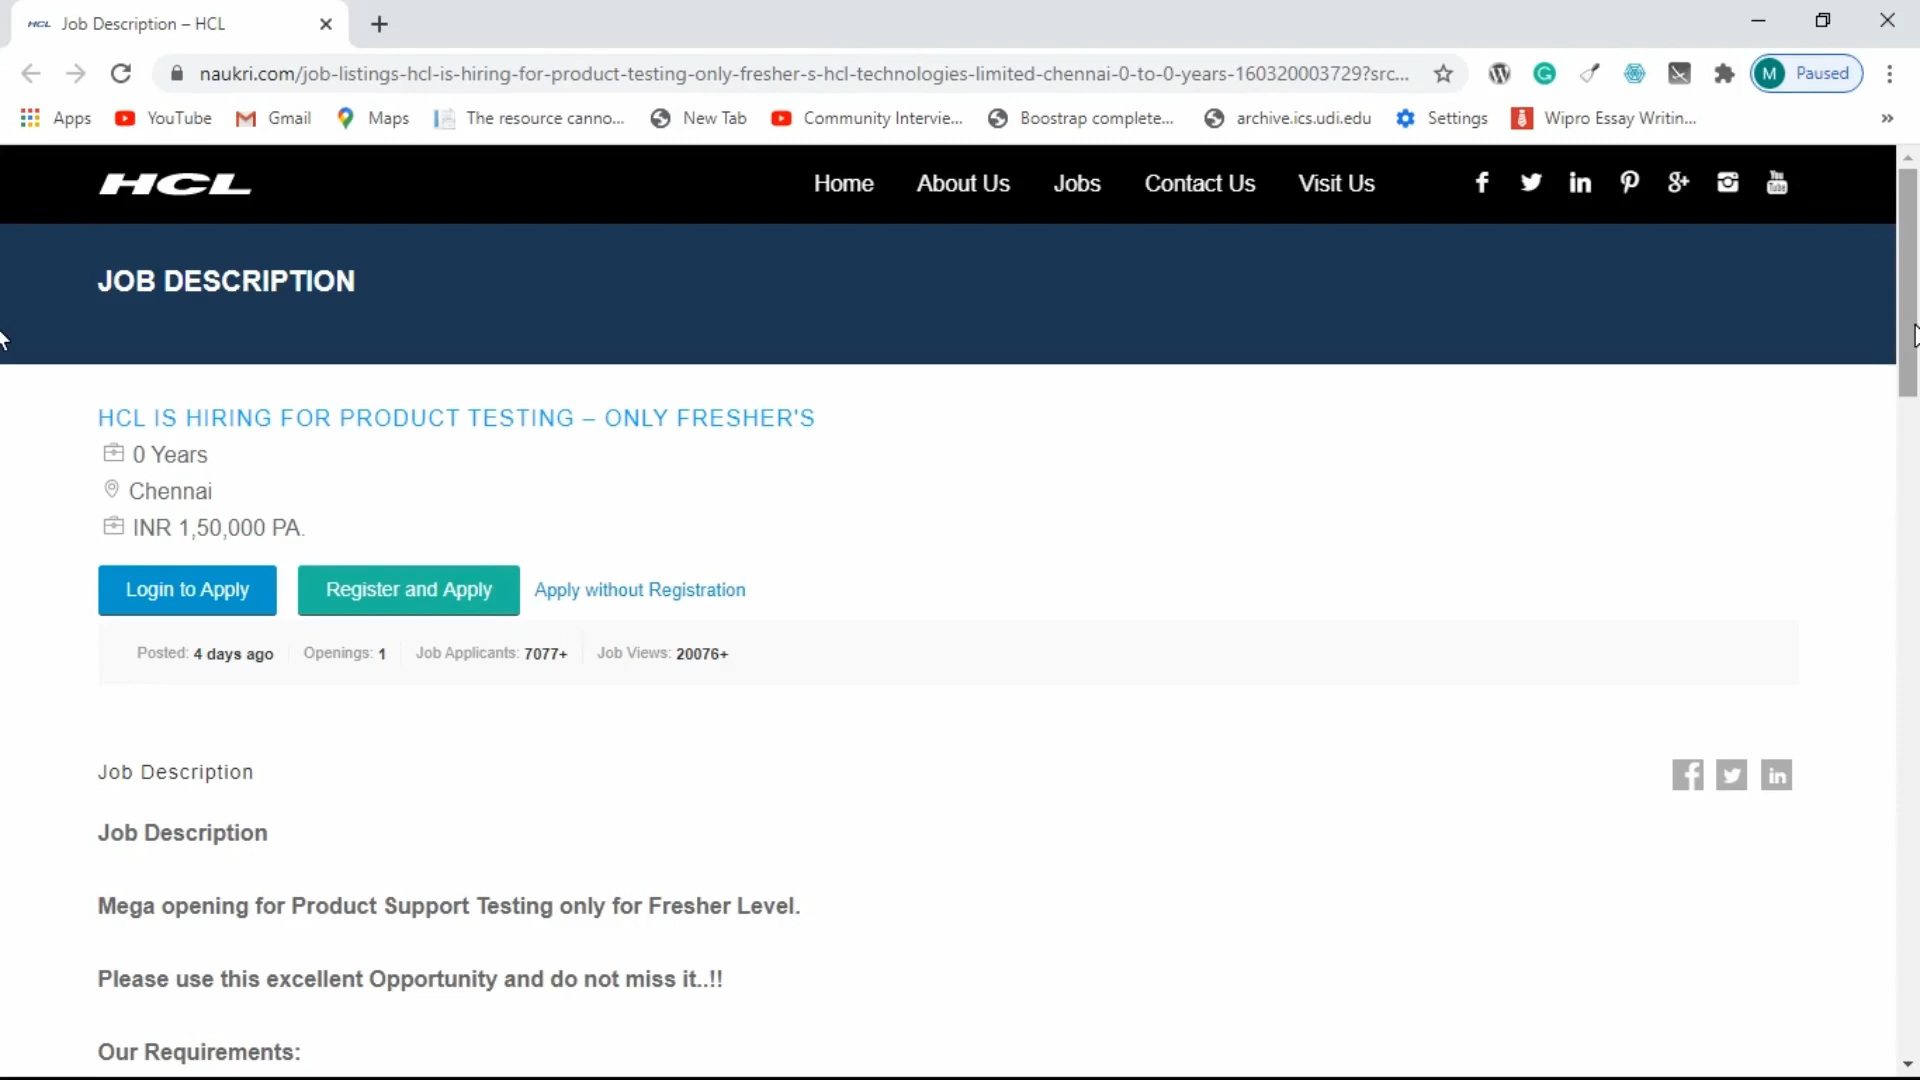 HCL Job Description – HCL
naukri.com/job-listings-hcl-is-hiring-for-product-testing-only-fresher-s-hcl-technologies-limited-chennai-0-to-0-years-160320003729?src... M Paused
Apps YouTube Gmail Maps The resource canno... New Tab Community Intervie... Boostrap complete... archive.ics.udi.edu Settings Wipro Essay Writin... »
HCL Home About Us Jobs Contact Us Visit Us
JOB DESCRIPTION
HCL IS HIRING FOR PRODUCT TESTING – ONLY FRESHER'S
0 Years
Chennai
INR 1,50,000 PA.
Login to Apply Register and Apply Apply without Registration
Posted: 4 days ago Openings: 1 Job Applicants: 7077+ Job Views: 20076+
Job Description
Job Description
Mega opening for Product Support Testing only for Fresher Level.
Please use this excellent Opportunity and do not miss it..!!
Our Requirements: